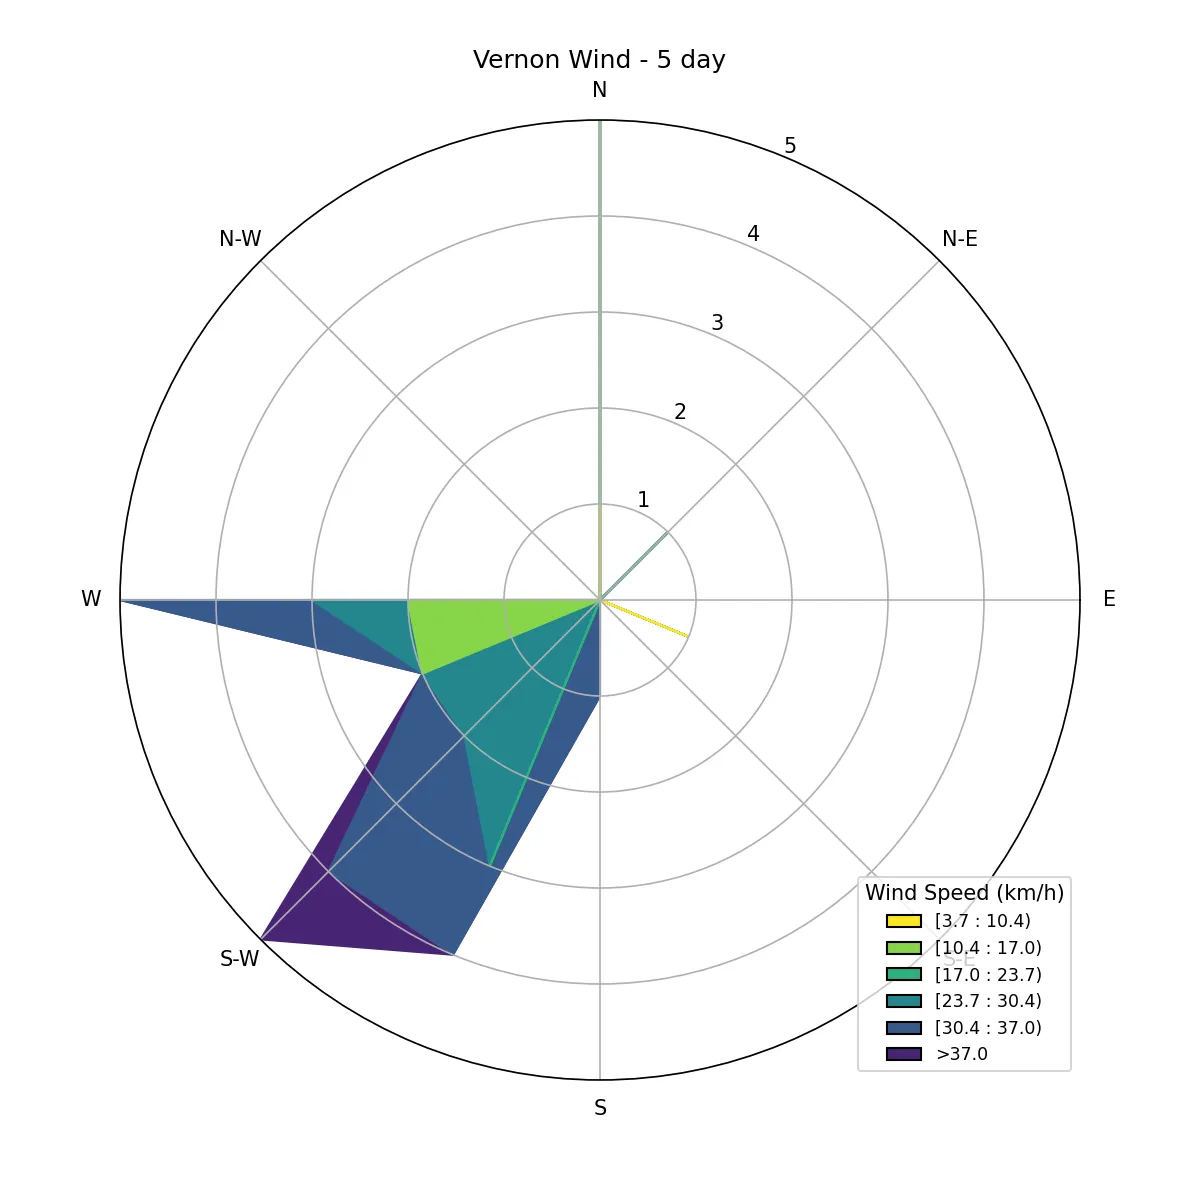 Vernon Wind - 5 day
N
5
N-W
4
N-E
3
2
1
W
E
S-W
S-E
S
Wind Speed (km/h)
[3.7 : 10.4)
[10.4 : 17.0)
[17.0 : 23.7)
[23.7 : 30.4)
[30.4 : 37.0)
>37.0